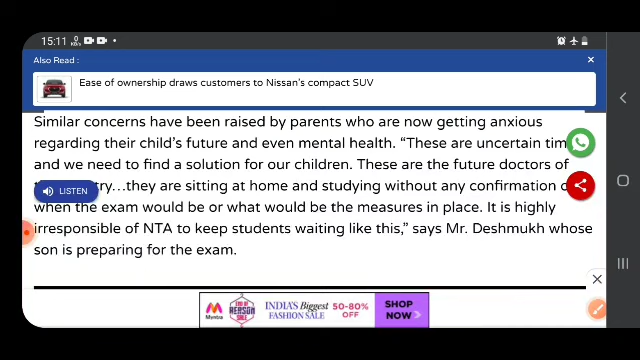 15:11
Also Read :
Ease of ownership draws customers to Nissan's compact SUV
Similar concerns have been raised by parents who are now getting anxious
regarding their child's future and even mental health. "These are uncertain
and we need to find a solution for our children. These are the future doctors of
LISTEN
they are sitting at home and studying without any confirmation
when the exam would be or what would be the measures in place. It is highly
irresponsible of NTA to keep students waiting like this," says Mr. Deshmukh whose
son is preparing for the exam.
Myntra
END OF REASON SALE
INDIA'S Biggest FASHION SALE
50-80% OFF
SHOP NOW